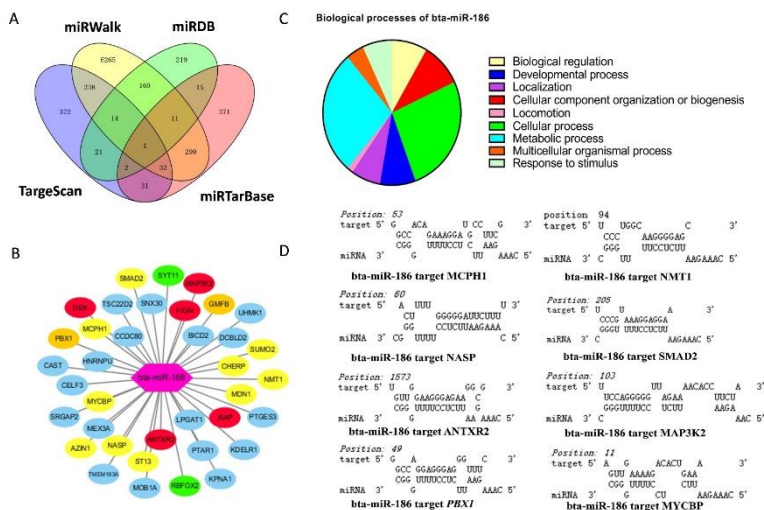 A
miRWalk
miRDB
6265
219
238
169
15
372
14
11
371
1
21
2
32
290
31
TargeScan
miRTarBase
C
Biological processes of bta-miR-186
Biological regulation
Developmental process
Localization
Cellular component organization or biogenesis
Locomotion
Cellular process
Metabolic process
Multicellular organismal process
Response to stimulus
B
SMAD2
SYT11
MAP3K2
TSC22D2
SNX30
GMFB
UHMK1
MCPH1
PBX1
CCDC80
BICD2
DCBLD2
SUMO2
CAST
HNRNPU
CHERP
bta-miR-186
NMT1
CELF3
MYCBP
MDN1
SRGAP2
MEX3A
LPGAT1
PTGES3
ANTXR2
AZIN1
NASP
ST13
PTAR1
KDELR1
TMEM163A
MOB1A
RBFOX2
KPNA1
D
Position: 53
target 5' G ACA U CC G 3'
GCC GAAAGGA G UUC
CGG UUUUCCU C AAG
miRNA 3' G UU AAAC 5'
bta-miR-186 target MCPH1
position 94
target 5' U UGGC C 3'
CCC AAGGGGAG
GGG UUCCUCUU
miRNA 3' C UU AAGAAAC 5'
bta-miR-186 target NMT1
Position: 60
target 5' A UUU U 3'
CU GGGGGAUUCUUU
GG CCCUUAAGAAA
miRNA 3' CG UUUU C 5'
bta-miR-186 target NASP
Position: 205
target 5' U U A 3'
CCCG AAAGGAGGA
GGGU UUUCCUCUU
miRNA 3' C AAGAAAC 5'
bta-miR-186 target SMAD2
Position: 1573
target 5' U G GG G 3'
GUU GAAGGGAGAA C
CGG UUUUCCUCUU G
miRNA 3' G AA AAAC 5'
bta-miR-186 target ANTXR2
Position: 103
target 5' U UU AACACC A 3'
UCCAGGGGG AGAA UUCU
GGGUUUUCC UCUU AAGA
miRNA 3' C AAC 5'
bta-miR-186 target MAP3K2
Position: 49
target 5' GA GG C 3'
GCC GGAGGGAG UUU
CGG UUUUCCUC AAG
miRNA 3' G UU AAAC 5'
bta-miR-186 target PBX1
Position: 11
target 5' A G ACACU A 3'
GUU AAAAG GAA
CGG UUUUC CUU
miRNA 3' G CU AAGAAAC 5'
bta-miR-186 target MYCBP